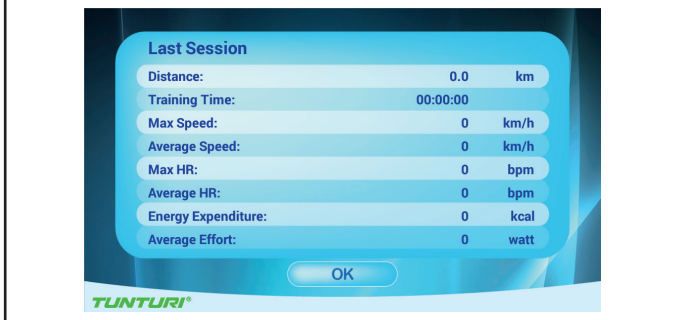 Last Session
Distance: 0.0 km
Training Time: 00:00:00
Max Speed: 0 km/h
Average Speed: 0 km/h
Max HR: 0 bpm
Average HR: 0 bpm
Energy Expenditure: 0 kcal
Average Effort: 0 watt
OK
TUNTURI®